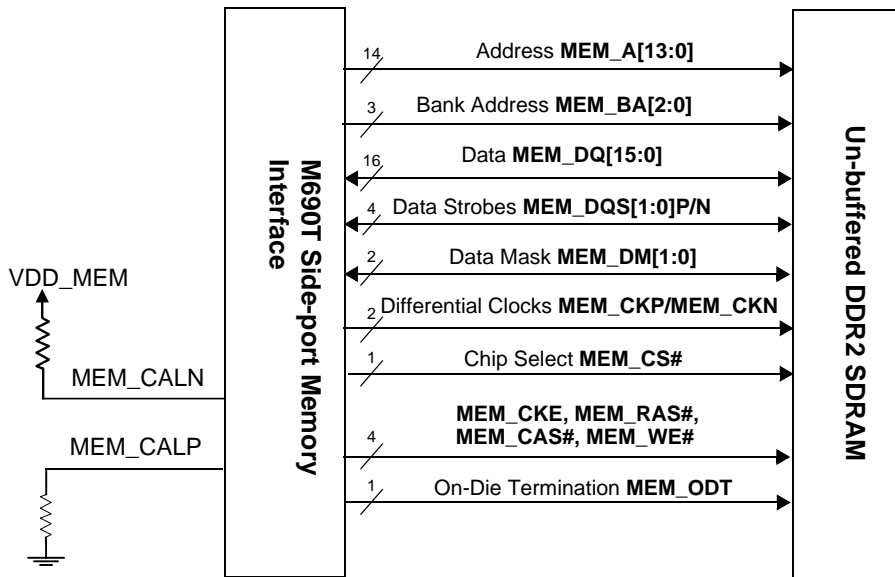 14
Address MEM_A[13:0]
3
Bank Address MEM_BA[2:0]
16
Data MEM_DQ[15:0]
4
Data Strobes MEM_DQS[1:0]P/N
2
Data Mask MEM_DM[1:0]
2
Differential Clocks MEM_CKP/MEM_CKN
1
Chip Select MEM_CS#
4
MEM_CKE, MEM_RAS#,
MEM_CAS#, MEM_WE#
1
On-Die Termination MEM_ODT
M690T Side-port Memory
Interface
Un-buffered DDR2 SDRAM
VDD_MEM
MEM_CALN
MEM_CALP